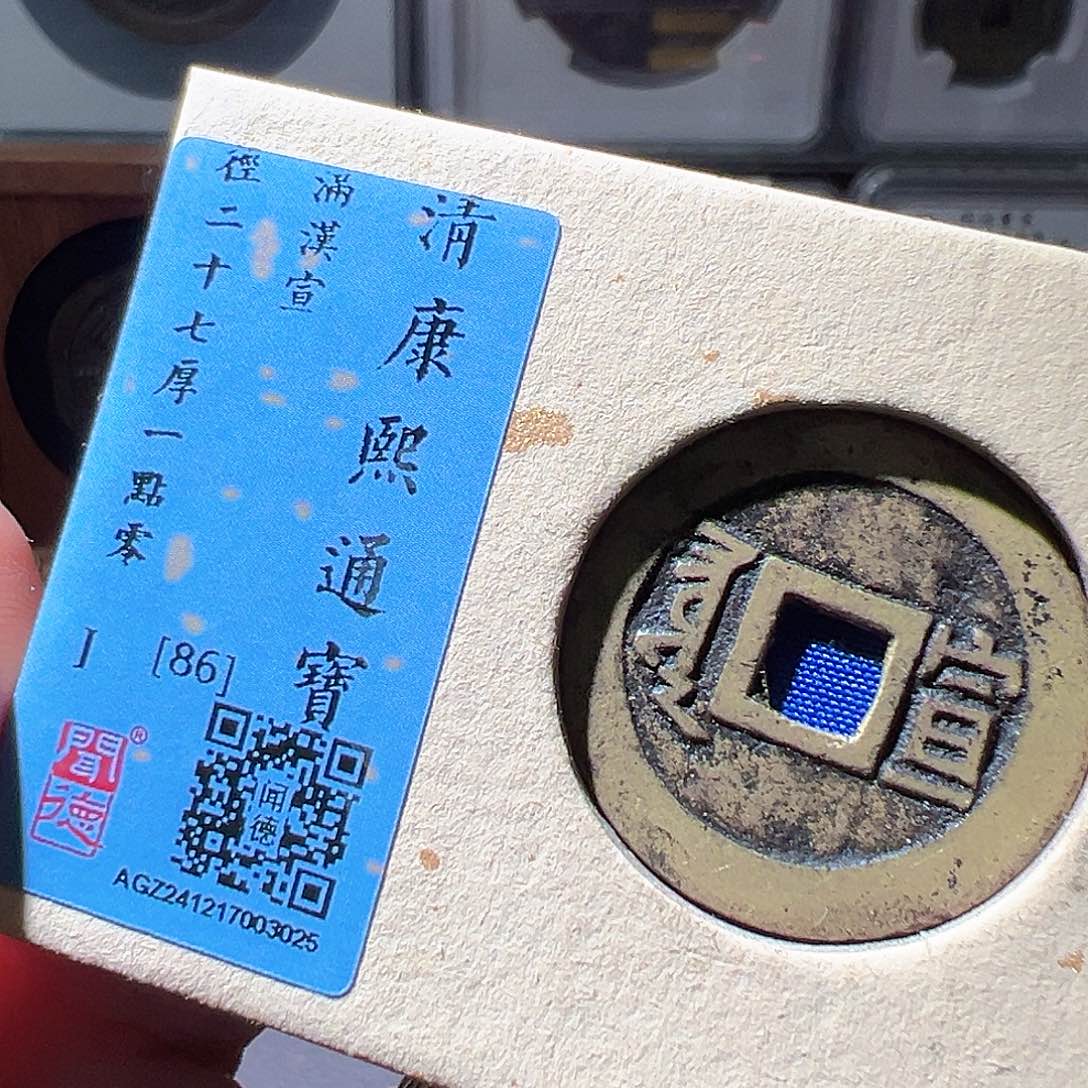 清康熙通寶
滿漢宣
徑二十七厚一點零
J [86]
聞德®
闻德
AGZ241217003025
宣